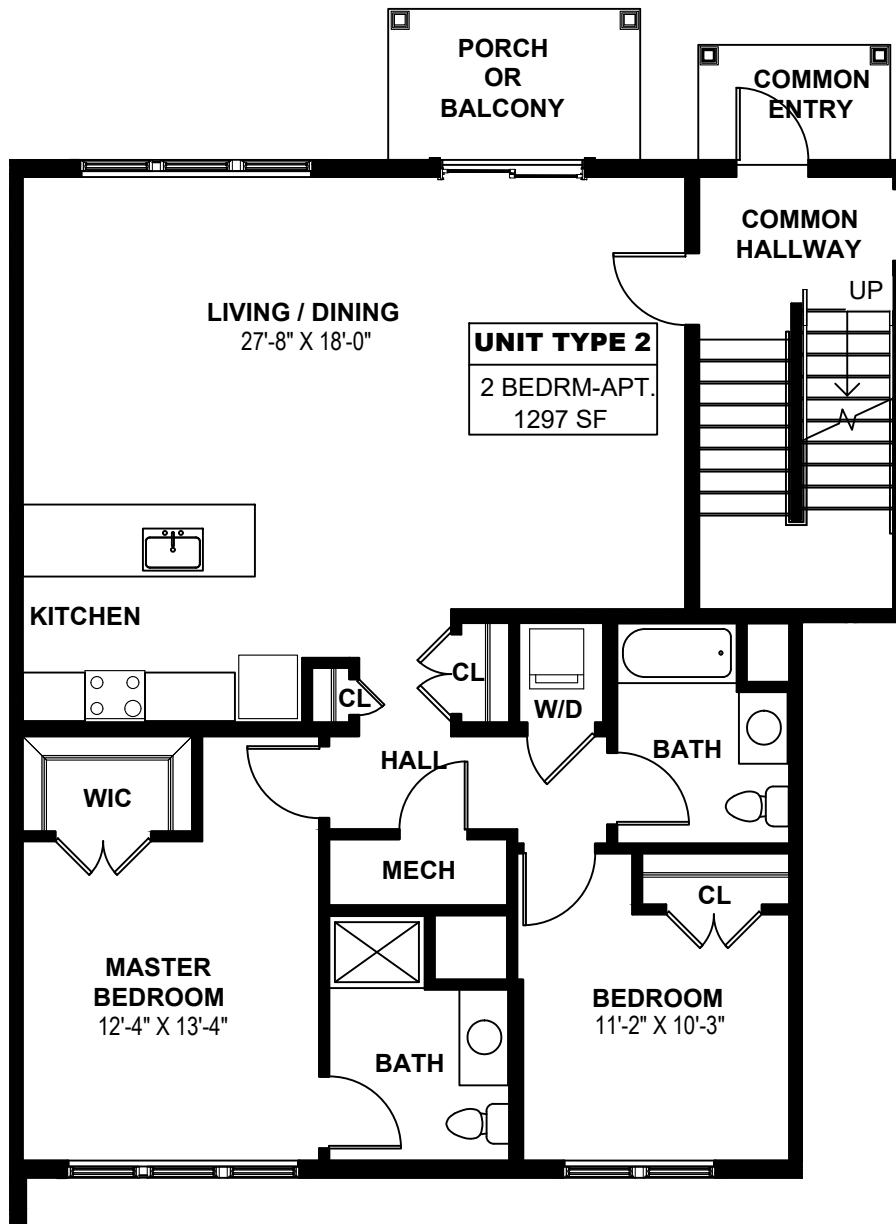 PORCH
OR
BALCONY
COMMON
ENTRY
COMMON
HALLWAY
UP
LIVING / DINING
27'-8" X 18'-0"
UNIT TYPE 2
2 BEDRM-APT.
1297 SF
KITCHEN
CL
CL
W/D
BATH
HALL
WIC
MECH
CL
MASTER
BEDROOM
12'-4" X 13'-4"
BEDROOM
11'-2" X 10'-3"
BATH